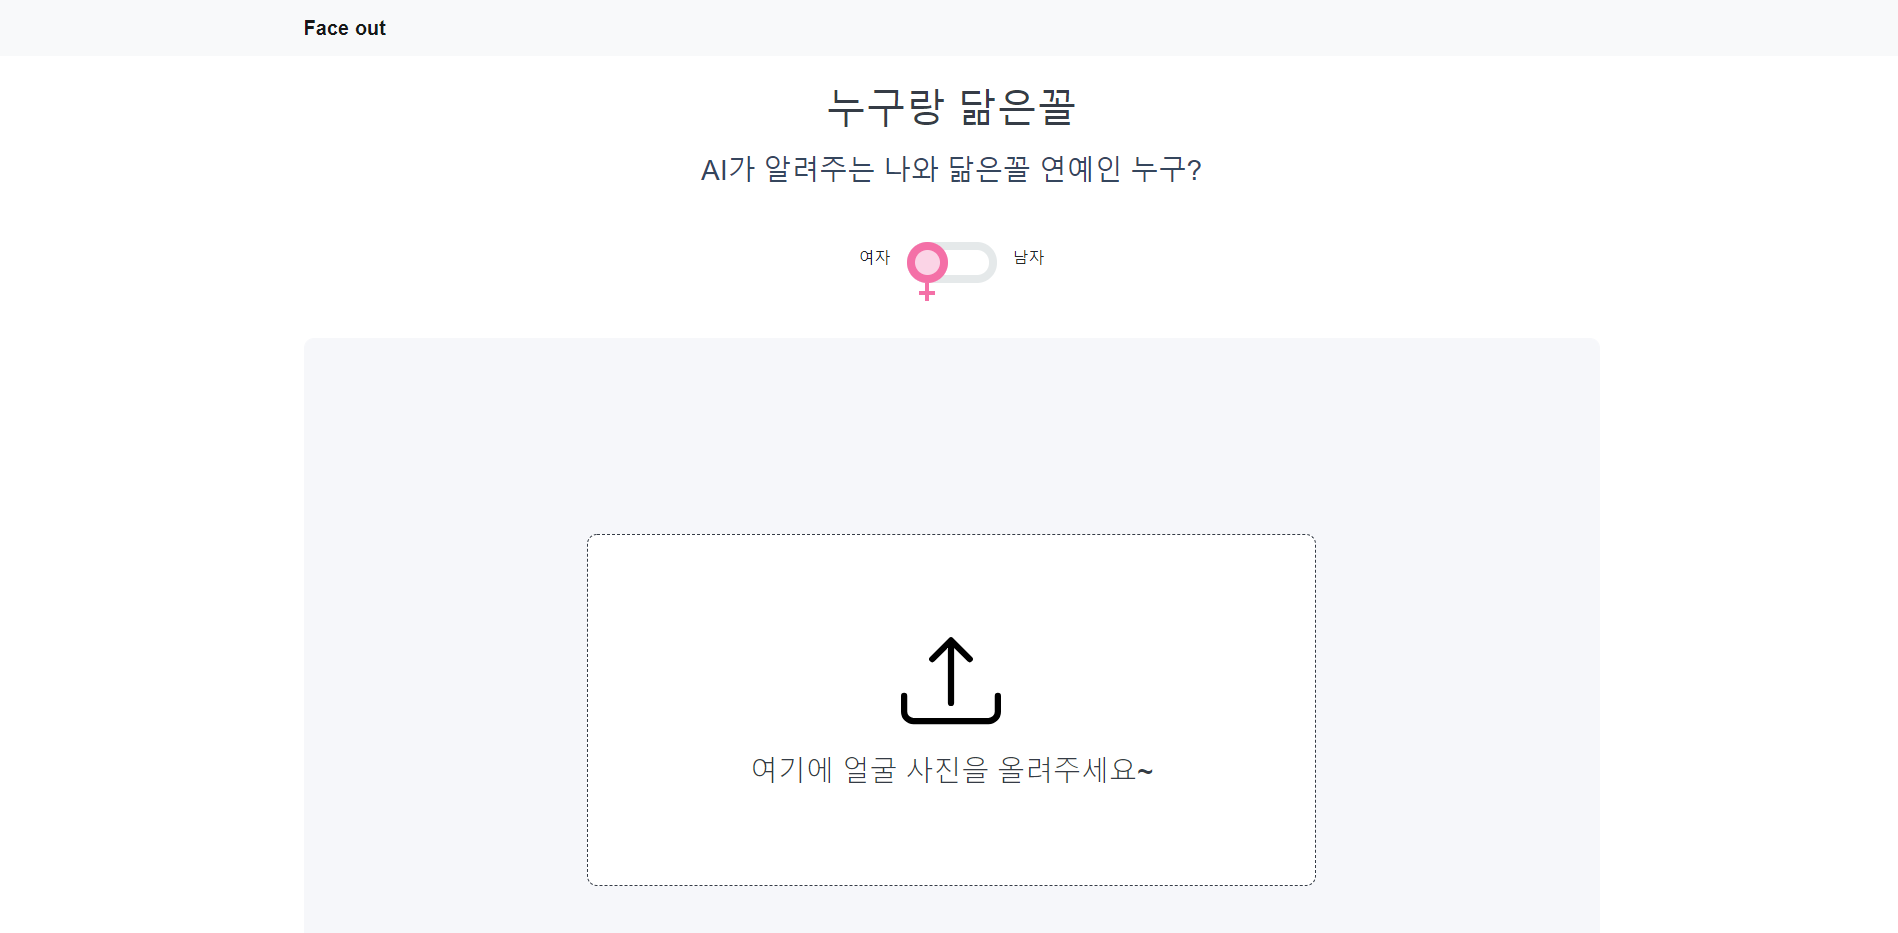 Face out
누구랑 닮은꼴
AI가 알려주는 나와 닮은꼴 연예인 누구?
여자 남자
여기에 얼굴 사진을 올려주세요~